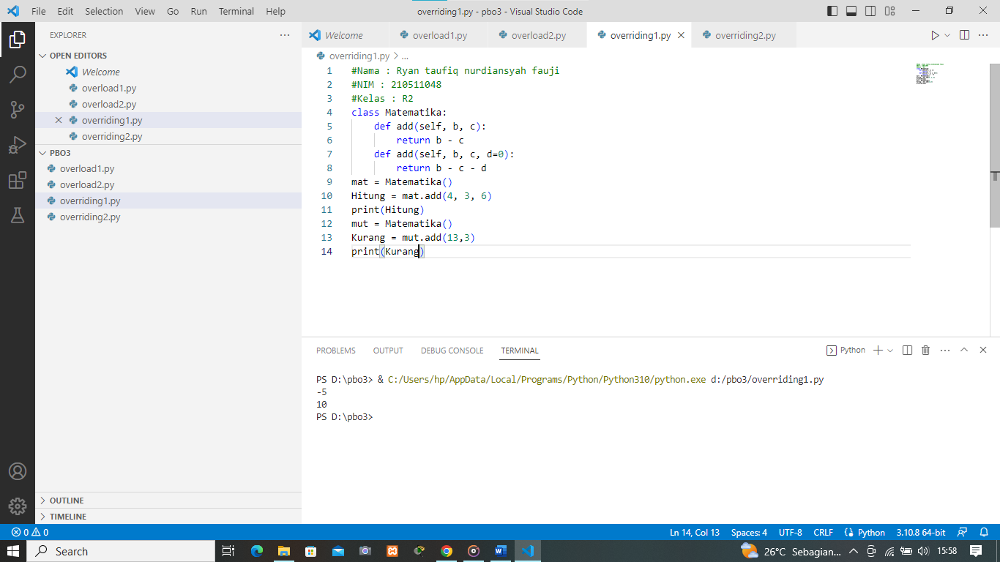 File Edit Selection View Go Run Terminal Help overriding1.py - pbo3 - Visual Studio Code
EXPLORER
OPEN EDITORS
Welcome
overload1.py
overload2.py
overriding1.py
overriding2.py
PBO3
overload1.py
overload2.py
overriding1.py
overriding2.py
OUTLINE
TIMELINE
Welcome overload1.py overload2.py overriding1.py overriding2.py
overriding1.py > ...
1 #Nama : Ryan taufiq nurdiansyah fauji
2 #NIM : 210511048
3 #Kelas : R2
4 class Matematika:
5     def add(self, b, c):
6         return b - c
7     def add(self, b, c, d=0):
8         return b - c - d
9 mat = Matematika()
10 Hitung = mat.add(4, 3, 6)
11 print(Hitung)
12 mut = Matematika()
13 Kurang = mut.add(13,3)
14 print(Kurang)
PROBLEMS OUTPUT DEBUG CONSOLE TERMINAL Python
PS D:\pbo3> & C:/Users/hp/AppData/Local/Programs/Python/Python310/python.exe d:/pbo3/overriding1.py
-5
10
PS D:\pbo3>
0 0 Ln 14, Col 13 Spaces: 4 UTF-8 CRLF Python 3.10.8 64-bit
Search 26°C Sebagian... 15:58